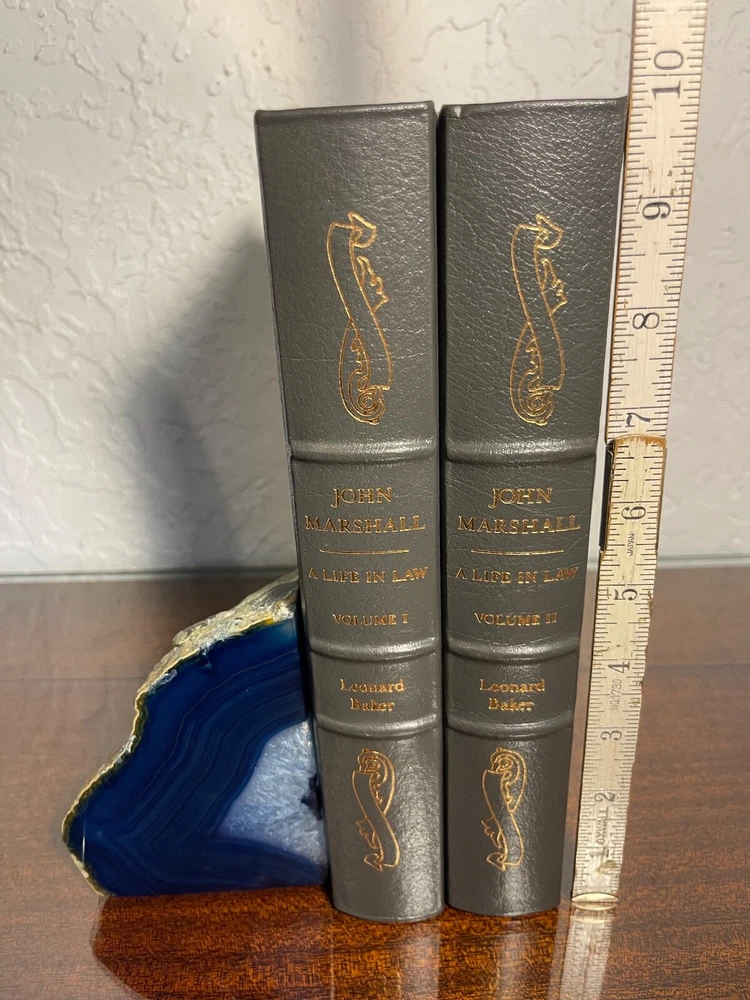 JOHN
MARSHALL
A LIFE IN LAW
VOLUME I
Leonard
Baker
JOHN
MARSHALL
A LIFE IN LAW
VOLUME II
Leonard
Baker
10
9
8
7
6
5
4
3
2
1